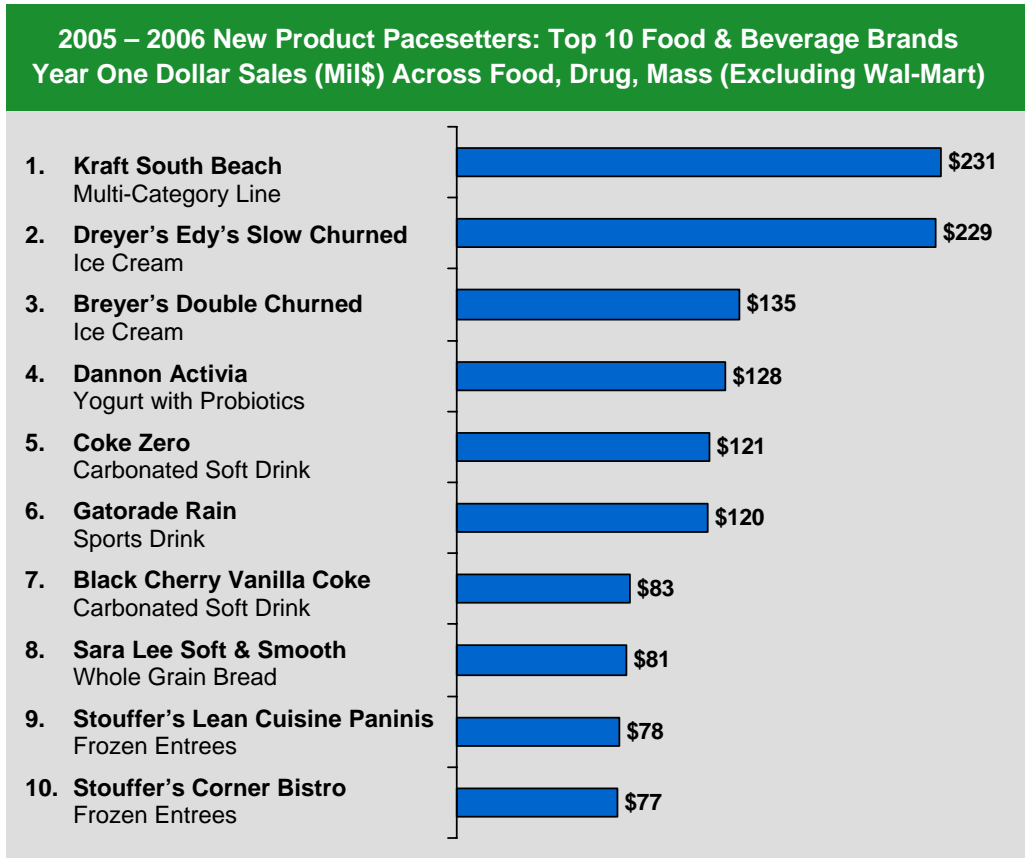 2005 – 2006 New Product Pacesetters: Top 10 Food & Beverage Brands
Year One Dollar Sales (Mil$) Across Food, Drug, Mass (Excluding Wal-Mart)
1. Kraft South Beach
Multi-Category Line
$231
2. Dreyer’s Edy’s Slow Churned
Ice Cream
$229
3. Breyer’s Double Churned
Ice Cream
$135
4. Dannon Activia
Yogurt with Probiotics
$128
5. Coke Zero
Carbonated Soft Drink
$121
6. Gatorade Rain
Sports Drink
$120
7. Black Cherry Vanilla Coke
Carbonated Soft Drink
$83
8. Sara Lee Soft & Smooth
Whole Grain Bread
$81
9. Stouffer’s Lean Cuisine Paninis
Frozen Entrees
$78
10. Stouffer’s Corner Bistro
Frozen Entrees
$77